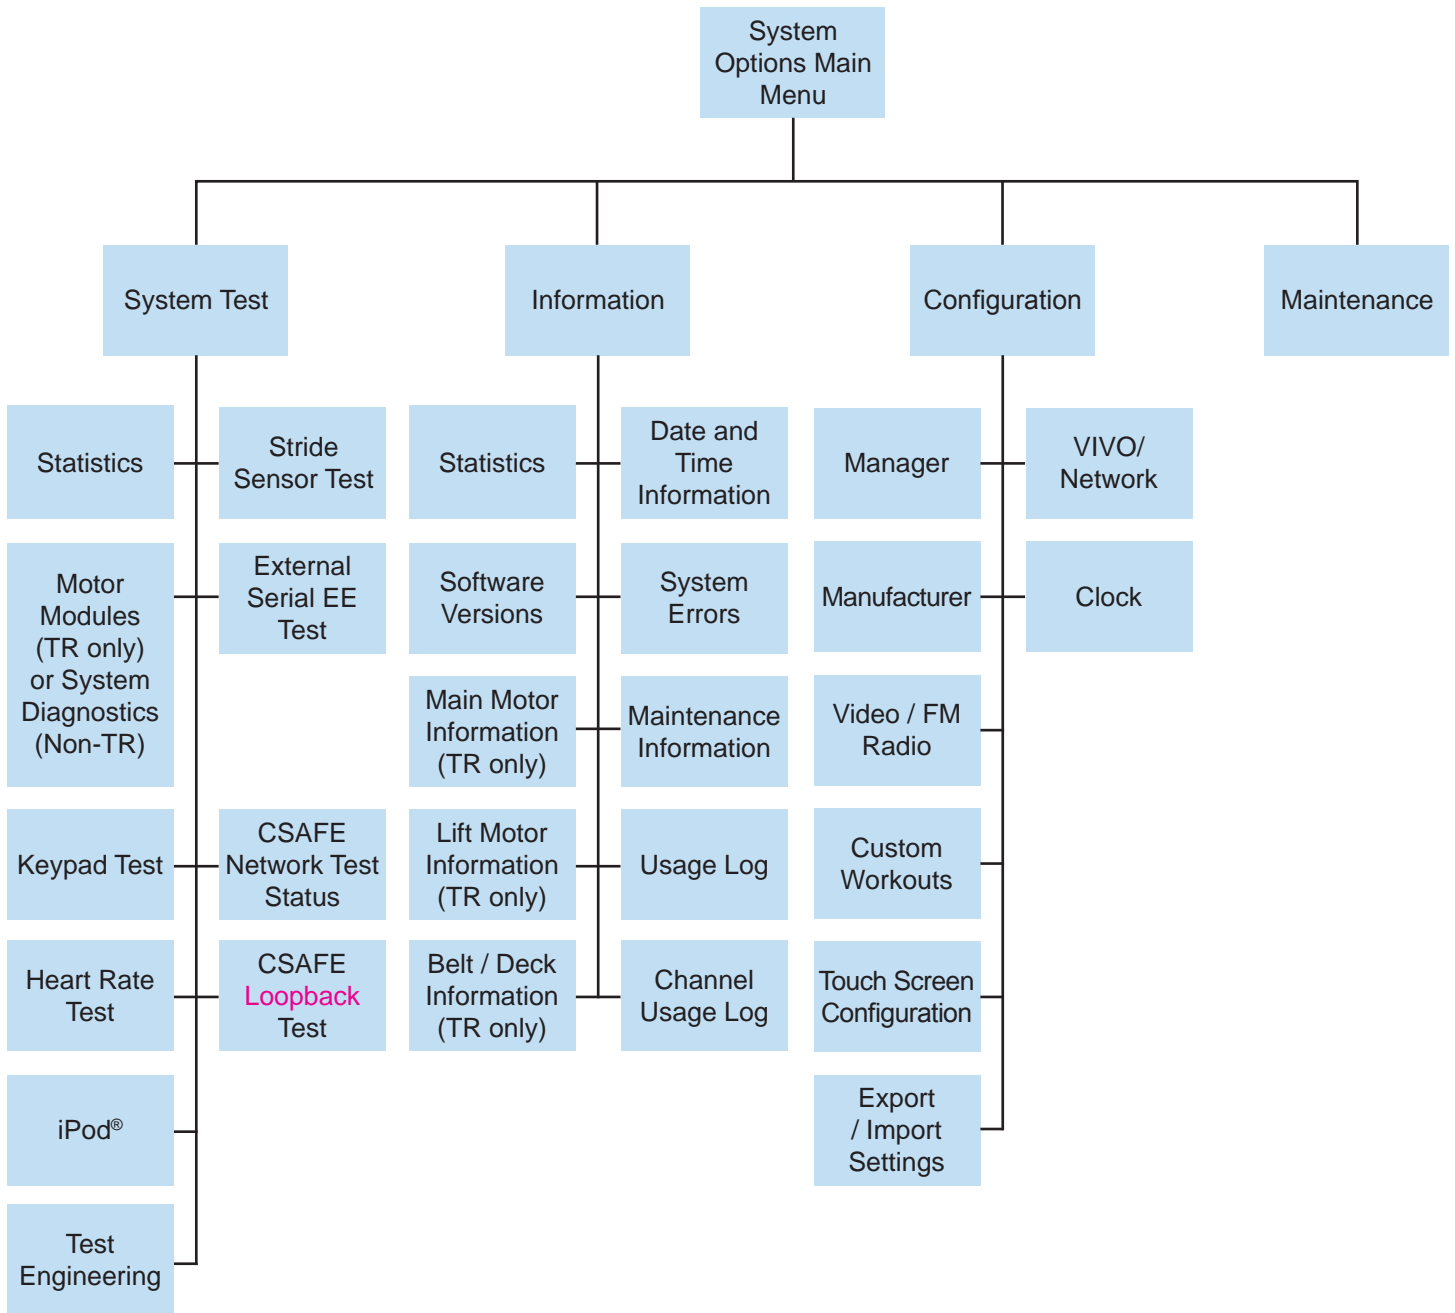 System
Options Main
Menu
System Test
Information
Configuration
Maintenance
Statistics
Stride
Sensor Test
Motor
Modules
(TR only)
or System
Diagnostics
(Non-TR)
External
Serial EE
Test
Keypad Test
CSAFE
Network Test
Status
Heart Rate
Test
CSAFE
Loopback
Test
iPod®
Test
Engineering
Statistics
Date and
Time
Information
Software
Versions
System
Errors
Main Motor
Information
(TR only)
Maintenance
Information
Lift Motor
Information
(TR only)
Usage Log
Belt / Deck
Information
(TR only)
Channel
Usage Log
Manager
VIVO/
Network
Manufacturer
Clock
Video / FM
Radio
Custom
Workouts
Touch Screen
Configuration
Export
/ Import
Settings